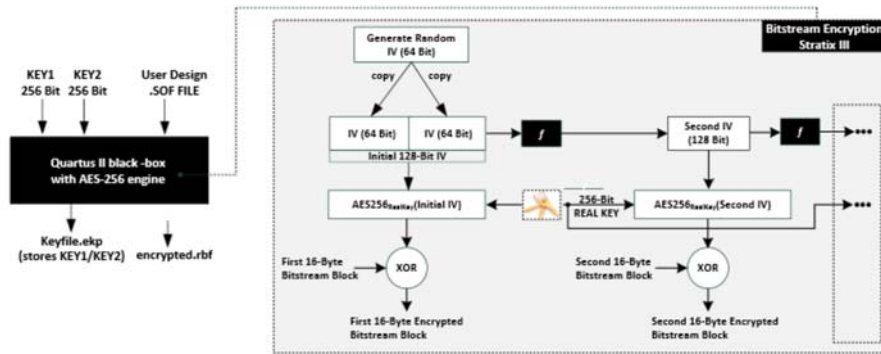 KEY1
256 Bit
KEY2
256 Bit
User Design
.SOF FILE
Quartus II black -box
with AES-256 engine
Keyfile.ekp
(stores KEY1/KEY2)
encrypted.rbf
Bitstream Encryption
Stratix III
Generate Random
IV (64 Bit)
copy
copy
IV (64 Bit)
IV (64 Bit)
Initial 128-Bit IV
f
Second IV
(128 Bit)
f
AES256RealKey(Initial IV)
256-Bit
REAL KEY
AES256RealKey(Second IV)
First 16-Byte
Bitstream Block
XOR
Second 16-Byte
Bitstream Block
XOR
First 16-Byte Encrypted
Bitstream Block
Second 16-Byte Encrypted
Bitstream Block